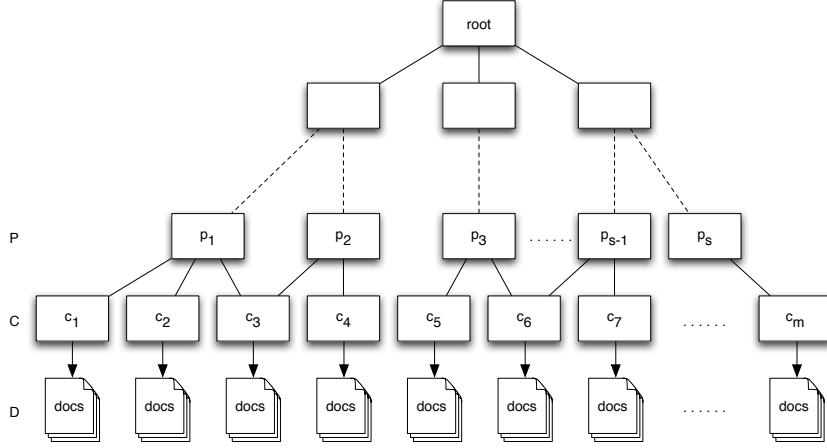 root
P p₁ p₂ p₃ . . . . . . pₛ₋₁ pₛ
C c₁ c₂ c₃ c₄ c₅ c₆ c₇ . . . . . . cₘ
D docs docs docs docs docs docs docs . . . . . . docs